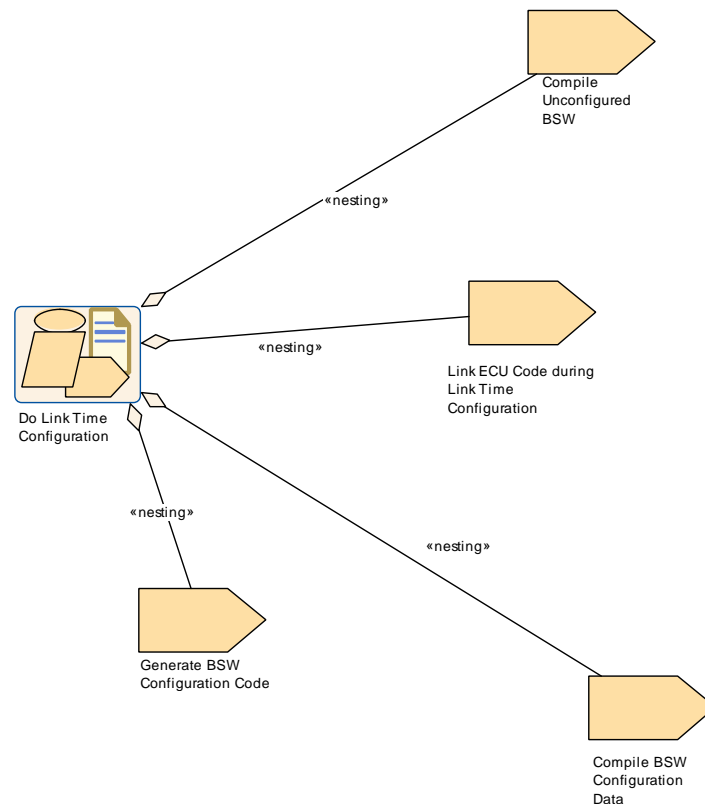 Compile
Unconfigured
BSW
«nesting»
«nesting»
Link ECU Code during
Link Time
Configuration
Do Link Time
Configuration
«nesting»
«nesting»
Generate BSW
Configuration Code
Compile BSW
Configuration
Data